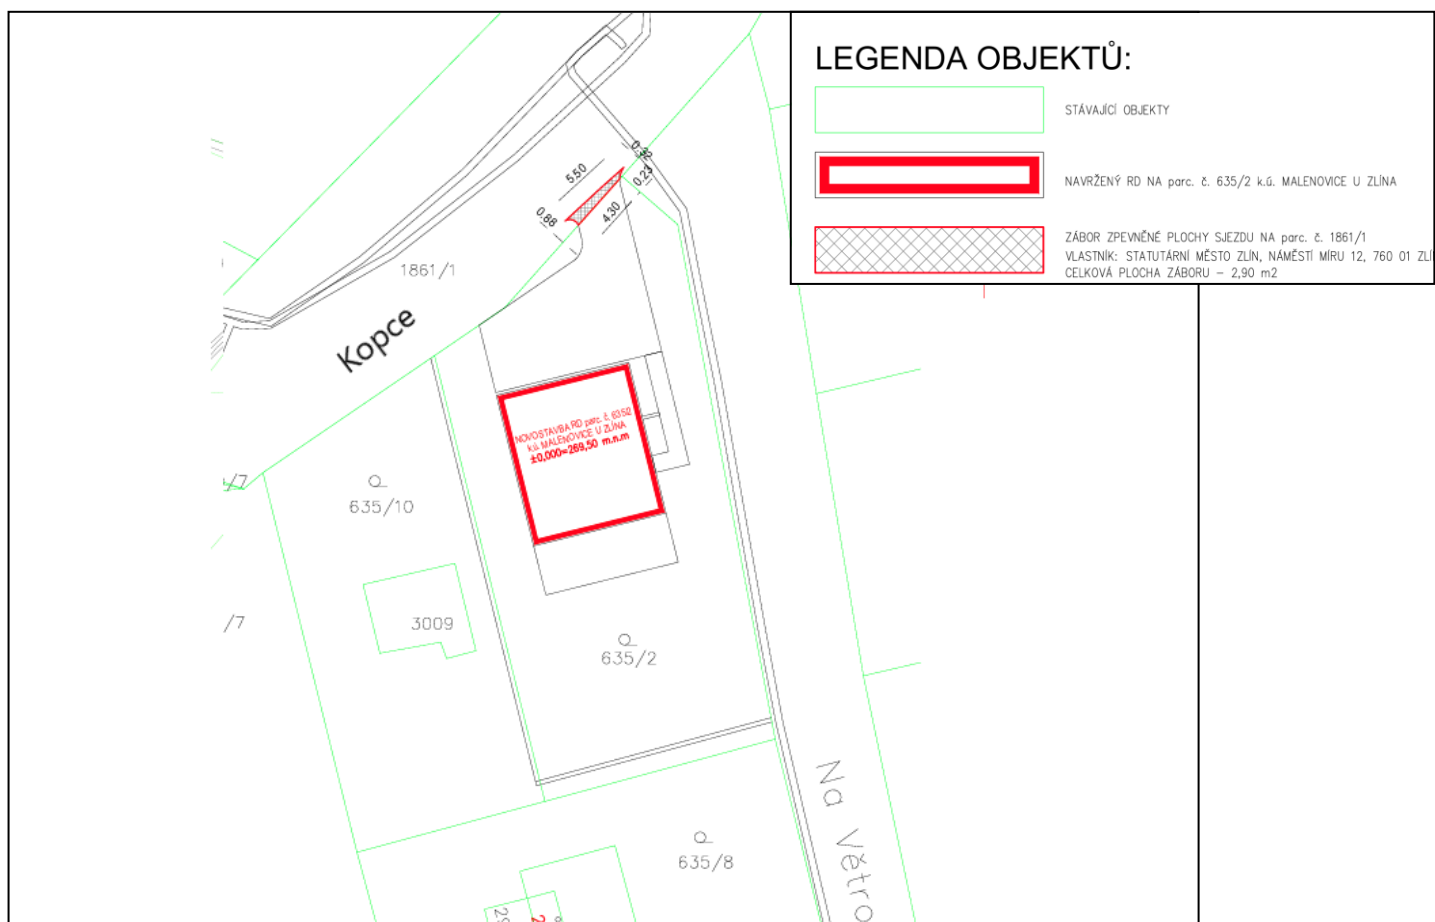 LEGENDA OBJEKTŮ:
STÁVAJÍCÍ OBJEKTY
NAVRŽENÝ RD NA parc. č. 635/2 k.ú. MALENOVICE U ZLÍNA
ZÁBOR ZPEVNĚNÉ PLOCHY SJEZDU NA parc. č. 1861/1
VLASTNÍK: STATUTÁRNÍ MĚSTO ZLÍN, NÁMĚSTÍ MÍRU 12, 760 01 ZLÍ
CELKOVÁ PLOCHA ZÁBORU – 2,90 m2
0.32
5.50
0.23
0.88
4.30
1861/1
Kopce
NOVOSTAVBA RD parc. č. 635/2
k.ú. MALENOVICE U ZLÍNA
±0,000=269,50 m.n.m
/7
635/10
3009
/7
635/2
Na Větro
635/8
29
2